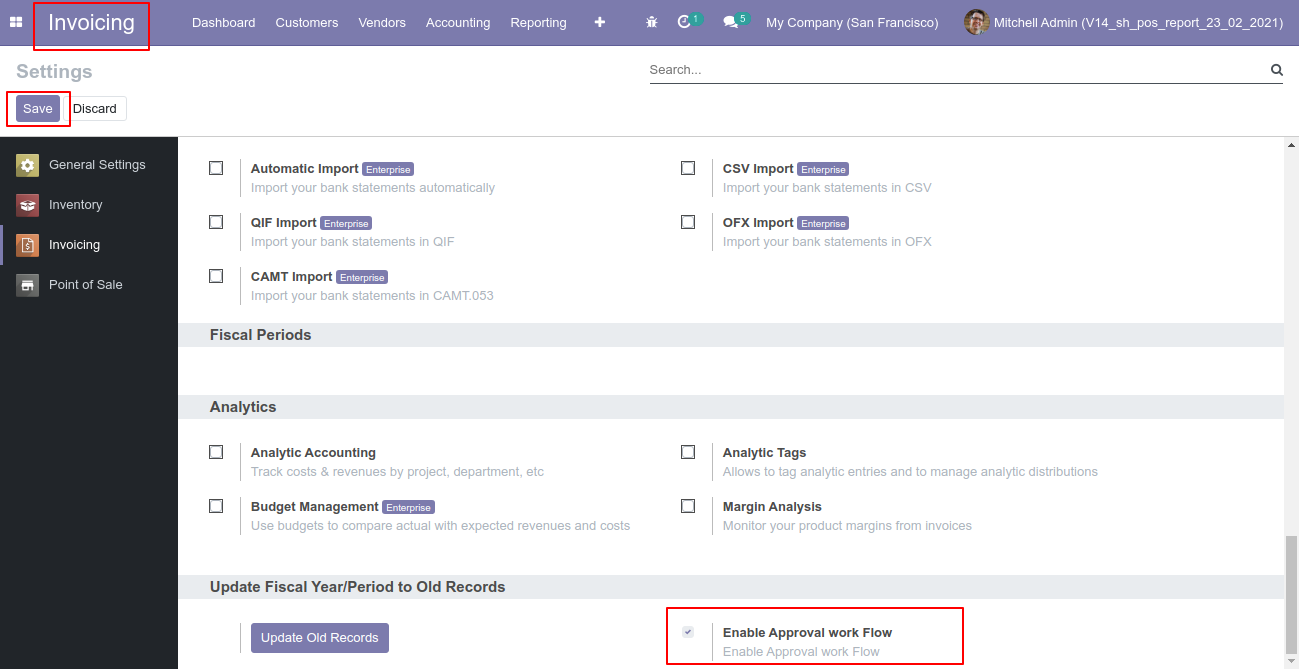 Invoicing Dashboard Customers Vendors Accounting Reporting 1 5 My Company (San Francisco) Mitchell Admin (V14_sh_pos_report_23_02_2021)
Settings Search...
Save Discard
General Settings
Inventory
Invoicing
Point of Sale
Automatic Import Enterprise CSV Import Enterprise
Import your bank statements automatically Import your bank statements in CSV
QIF Import Enterprise OFX Import Enterprise
Import your bank statements in QIF Import your bank statements in OFX
CAMT Import Enterprise
Import your bank statements in CAMT.053
Fiscal Periods
Analytics
Analytic Accounting Analytic Tags
Track costs & revenues by project, department, etc Allows to tag analytic entries and to manage analytic distributions
Budget Management Enterprise Margin Analysis
Use budgets to compare actual with expected revenues and costs Monitor your product margins from invoices
Update Fiscal Year/Period to Old Records
Update Old Records Enable Approval work Flow
Enable Approval work Flow